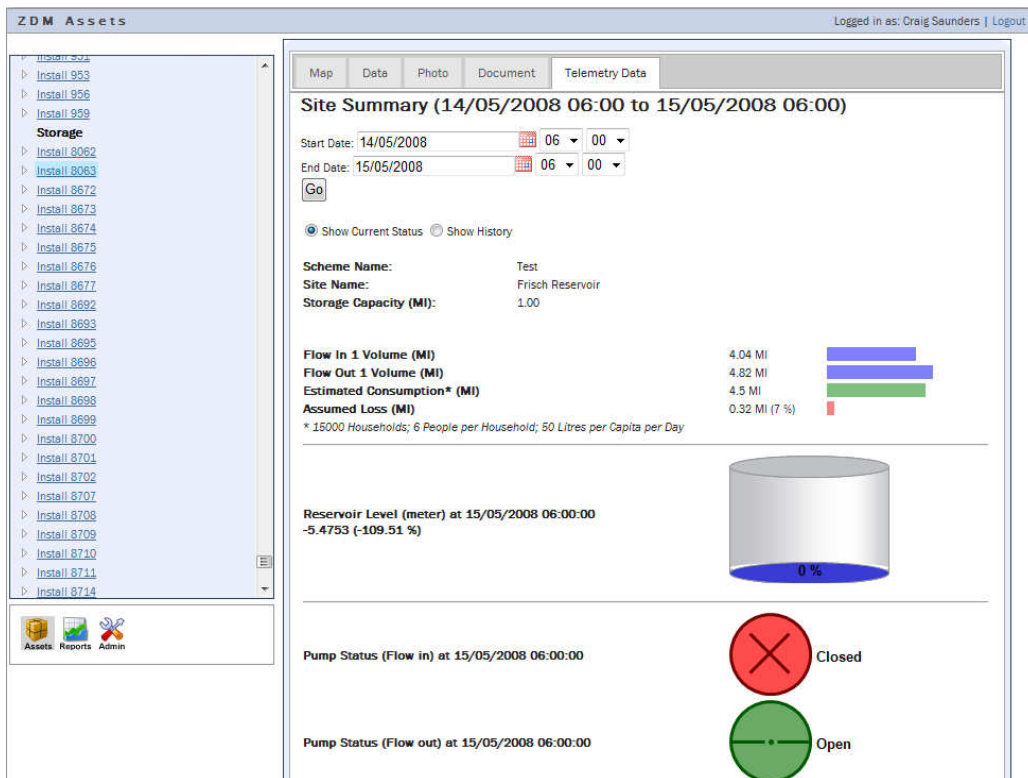 ZDM Assets
Logged in as: Craig Saunders | Logout
Install 951
Install 953
Install 956
Install 959
Storage
Install 8062
Install 8063
Install 8672
Install 8673
Install 8674
Install 8675
Install 8676
Install 8677
Install 8692
Install 8693
Install 8695
Install 8696
Install 8697
Install 8698
Install 8699
Install 8700
Install 8701
Install 8702
Install 8707
Install 8708
Install 8709
Install 8710
Install 8711
Install 8714
Assets Reports Admin
Map Data Photo Document Telemetry Data
Site Summary (14/05/2008 06:00 to 15/05/2008 06:00)
Start Date: 14/05/2008 06 00
End Date: 15/05/2008 06 00
Go
Show Current Status Show History
Scheme Name: Test
Site Name: Frisch Reservoir
Storage Capacity (Ml): 1.00
Flow In 1 Volume (Ml) 4.04 Ml
Flow Out 1 Volume (Ml) 4.82 Ml
Estimated Consumption* (Ml) 4.5 Ml
Assumed Loss (Ml) 0.32 Ml (7 %)
* 15000 Households; 6 People per Household; 50 Litres per Capita per Day
Reservoir Level (meter) at 15/05/2008 06:00:00
-5.4753 (-109.51 %)
0 %
Pump Status (Flow in) at 15/05/2008 06:00:00 Closed
Pump Status (Flow out) at 15/05/2008 06:00:00 Open